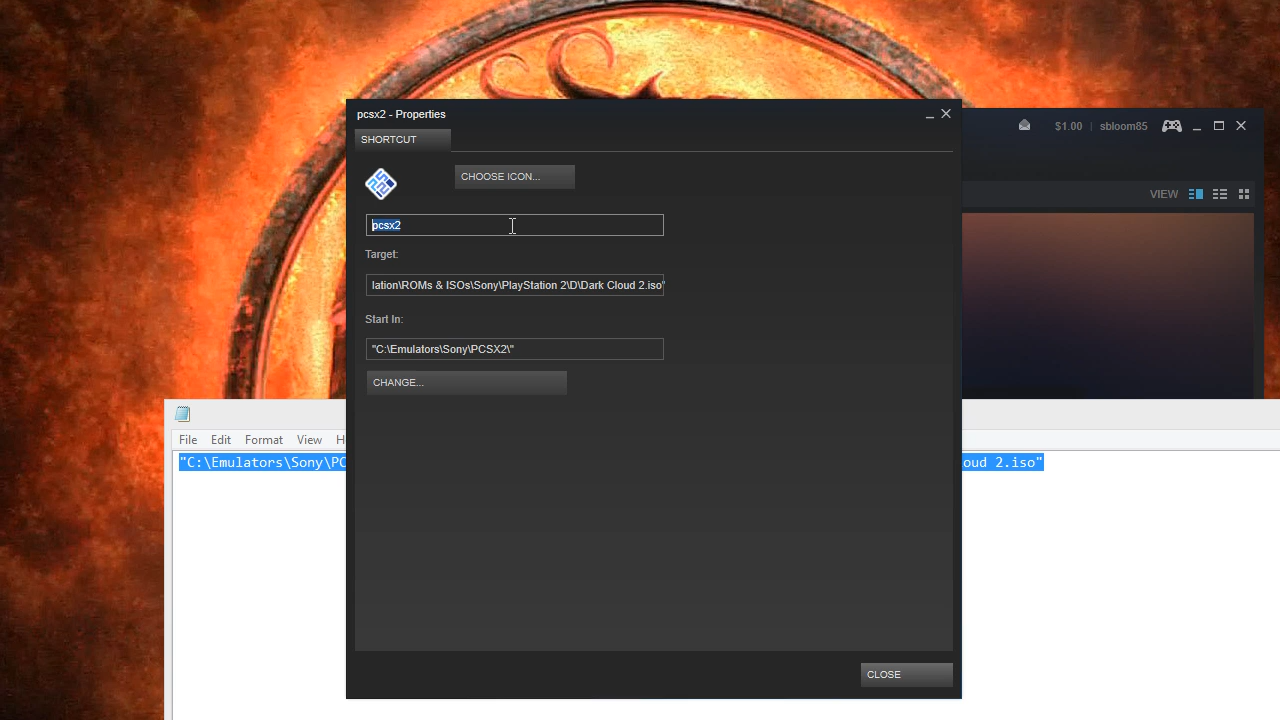 pcsx2 - Properties
SHORTCUT
$1.00 | sbloom85
CHOOSE ICON...
VIEW
pcsx2
Target:
lation\ROMs & ISOs\Sony\PlayStation 2\D\Dark Cloud 2.iso"
Start In:
"C:\Emulators\Sony\PCSX2\"
CHANGE...
File Edit Format View H
"C:\Emulators\Sony\PC oud 2.iso"
CLOSE